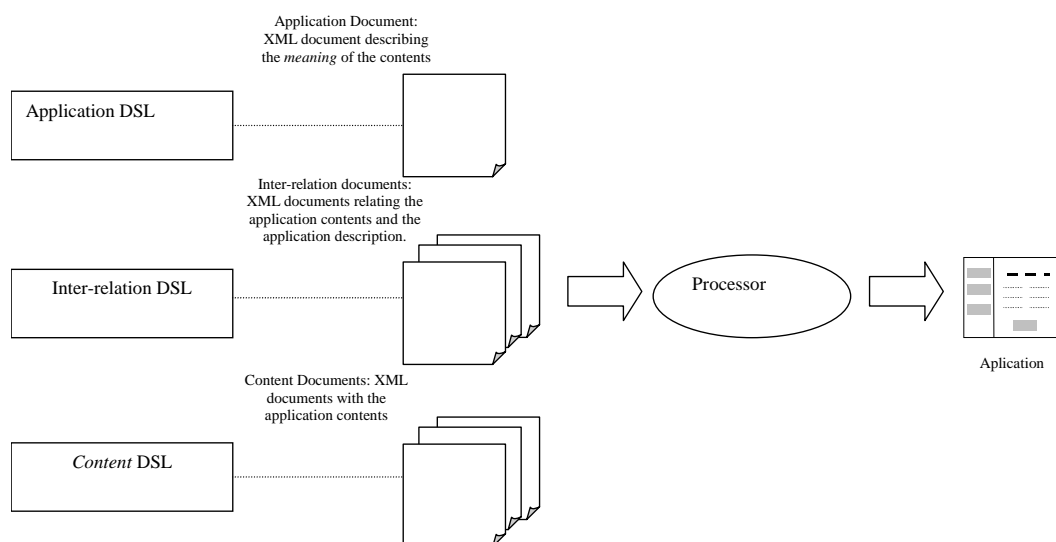 Application Document:
XML document describing
the meaning of the contents
Application DSL
Inter-relation documents:
XML documents relating the
application contents and the
application description.
Inter-relation DSL
Processor
Aplication
Content Documents: XML
documents with the
application contents
Content DSL